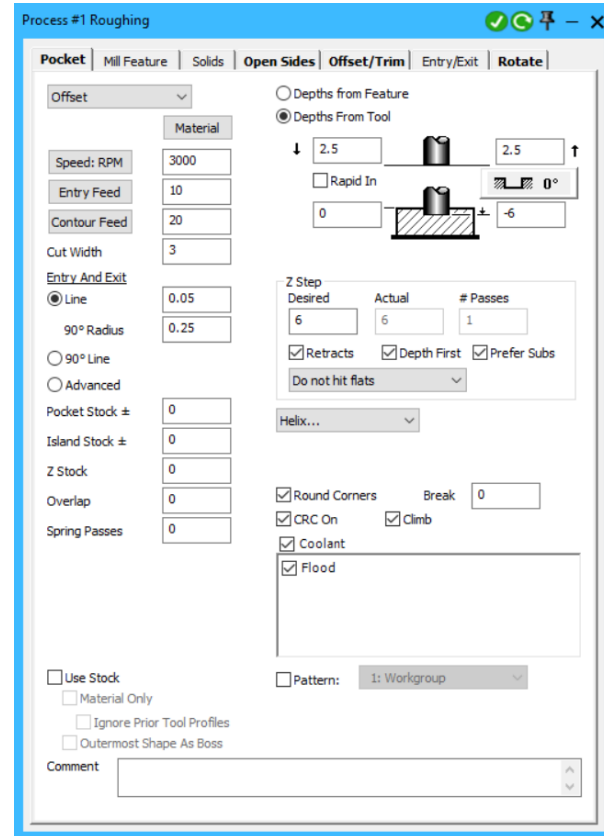 Process #1 Roughing
Pocket Mill Feature Solids Open Sides Offset/Trim Entry/Exit Rotate
Offset
Material
Speed: RPM 3000
Entry Feed 10
Contour Feed 20
Cut Width 3
Entry And Exit
Line 0.05
90° Radius 0.25
90° Line
Advanced
Pocket Stock ± 0
Island Stock ± 0
Z Stock 0
Overlap 0
Spring Passes 0
Depths from Feature
Depths From Tool
2.5 2.5
Rapid In 0°
0 -6
Z Step
Desired Actual # Passes
6 6 1
Retracts Depth First Prefer Subs
Do not hit flats
Helix...
Round Corners Break 0
CRC On Climb
Coolant
Flood
Use Stock
Material Only
Ignore Prior Tool Profiles
Outermost Shape As Boss
Pattern: 1: Workgroup
Comment